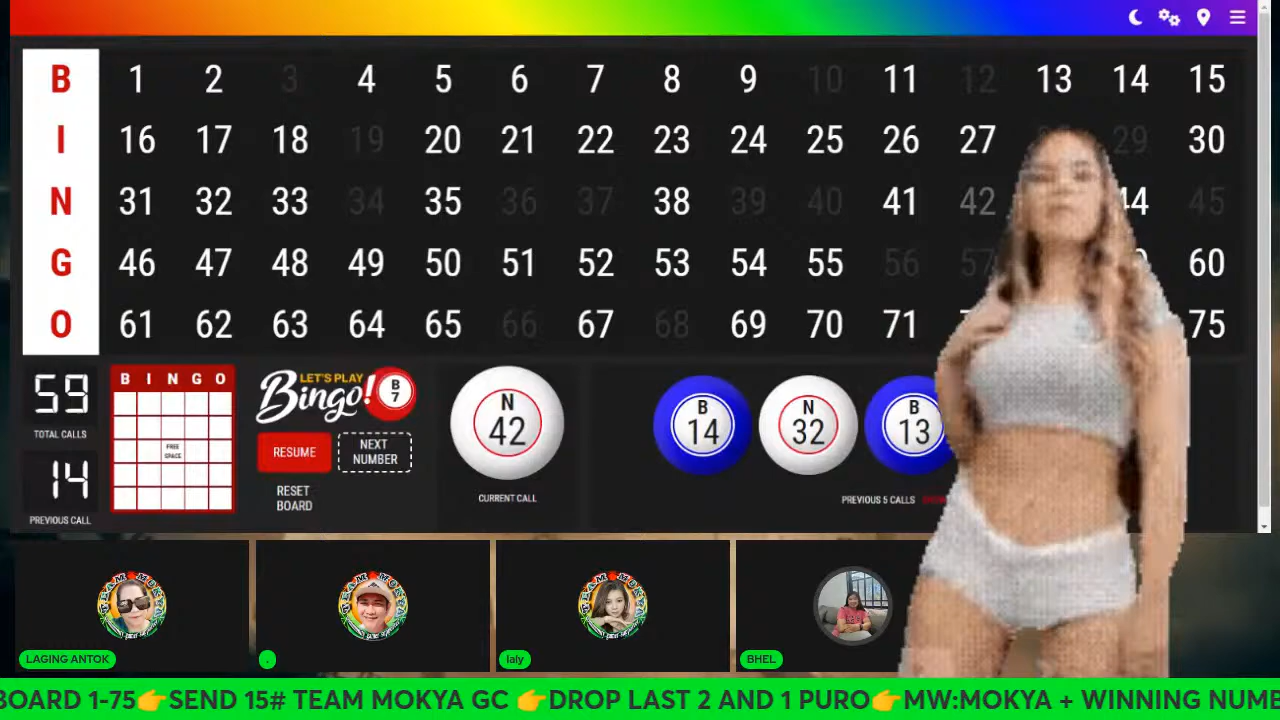 B 1 2 3 4 5 6 7 8 9 10 11 12 13 14 15
I 16 17 18 19 20 21 22 23 24 25 26 27 29 30
N 31 32 33 34 35 36 37 38 39 40 41 42 44 45
G 46 47 48 49 50 51 52 53 54 55 56 57 60
O 61 62 63 64 65 66 67 68 69 70 71 75
59
TOTAL CALLS
14
PREVIOUS CALL
B I N G O
FREE
SPACE
LET'S PLAY
Bingo!
B
7
RESUME
NEXT
NUMBER
RESET
BOARD
N
42
CURRENT CALL
B
14
N
32
B
13
PREVIOUS 5 CALLS
LAGING ANTOK
.
laly
BHEL
BOARD 1-75👉SEND 15# TEAM MOKYA GC 👉DROP LAST 2 AND 1 PURO👉MW:MOKYA + WINNING NUMB